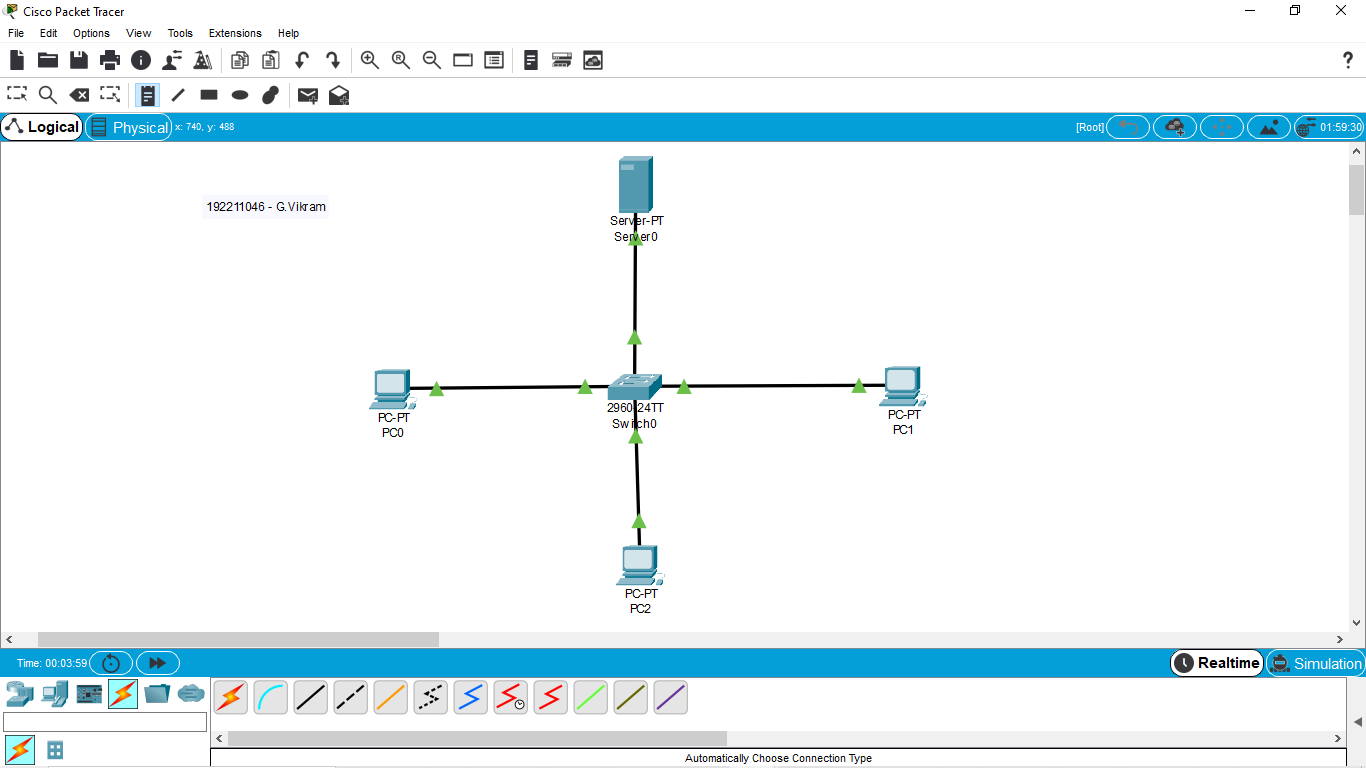 Cisco Packet Tracer
File Edit Options View Tools Extensions Help
R
?
Logical Physical x: 740, y: 488 [Root] 01:59:30
192211046 - G.Vikram
Server-PT
Server0
2960-24TT
Switch0
PC-PT
PC0
PC-PT
PC1
PC-PT
PC2
Time: 00:03:59 Realtime Simulation
Automatically Choose Connection Type